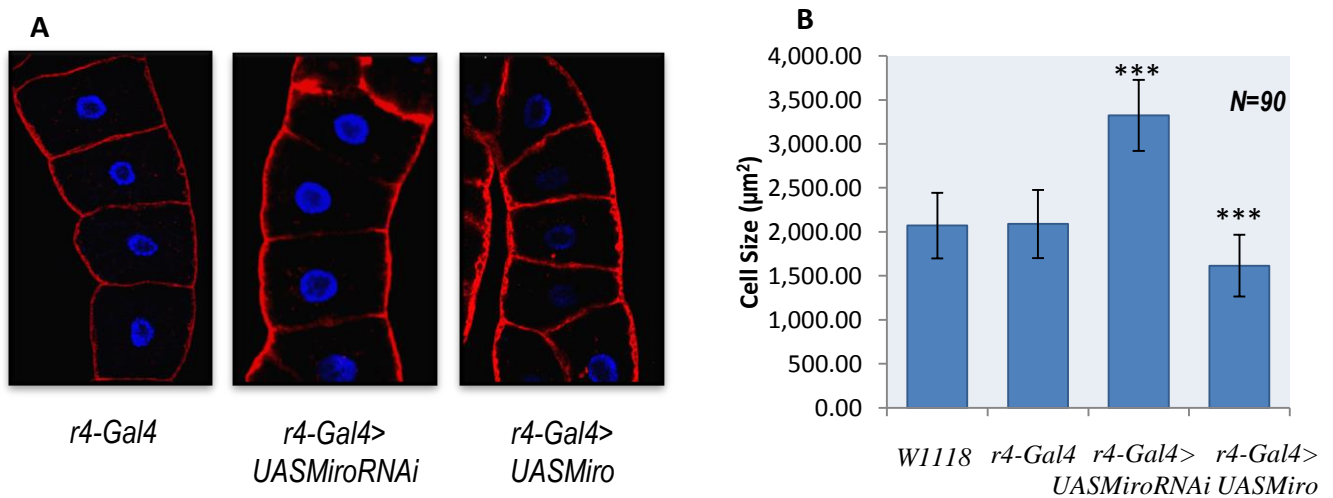 A
r4-Gal4
r4-Gal4>
UASMiroRNAi
r4-Gal4>
UASMiro
B
4,000.00
3,500.00
3,000.00
2,500.00
2,000.00
1,500.00
1,000.00
500.00
0.00
Cell Size (µm²)
***
N=90
***
W1118 r4-Gal4 r4-Gal4> r4-Gal4>
UASMiroRNAi UASMiro